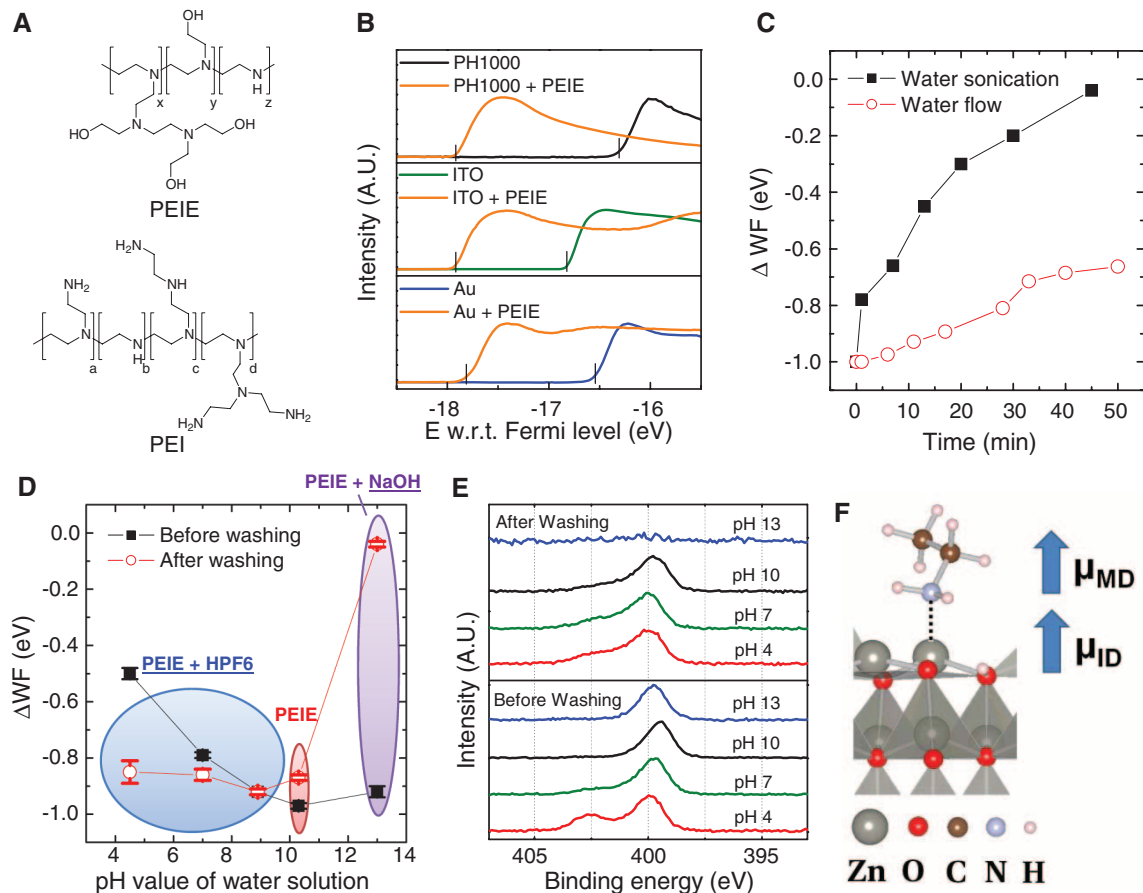 A
OH
N
N
N
H
x
y
z
HO
N
N
OH
OH
PEIE
H₂N
NH₂
NH
N
N
H
N
N
a
b
c
d
N
H₂N
NH₂
PEI
B
PH1000
PH1000 + PEIE
ITO
ITO + PEIE
Au
Au + PEIE
Intensity (A.U.)
-18
-17
-16
E w.r.t. Fermi level (eV)
C
Water sonication
Water flow
Δ WF (eV)
0.0
-0.2
-0.4
-0.6
-0.8
-1.0
0
10
20
30
40
50
Time (min)
D
PEIE + NaOH
Before washing
After washing
PEIE + HPF6
PEIE
ΔWF (eV)
0.0
-0.2
-0.4
-0.6
-0.8
-1.0
4
6
8
10
12
14
pH value of water solution
E
After Washing
pH 13
pH 10
pH 7
pH 4
Before Washing
pH 13
pH 10
pH 7
pH 4
Intensity (A.U.)
405
400
395
Binding energy (eV)
F
μMD
μID
Zn O C N H